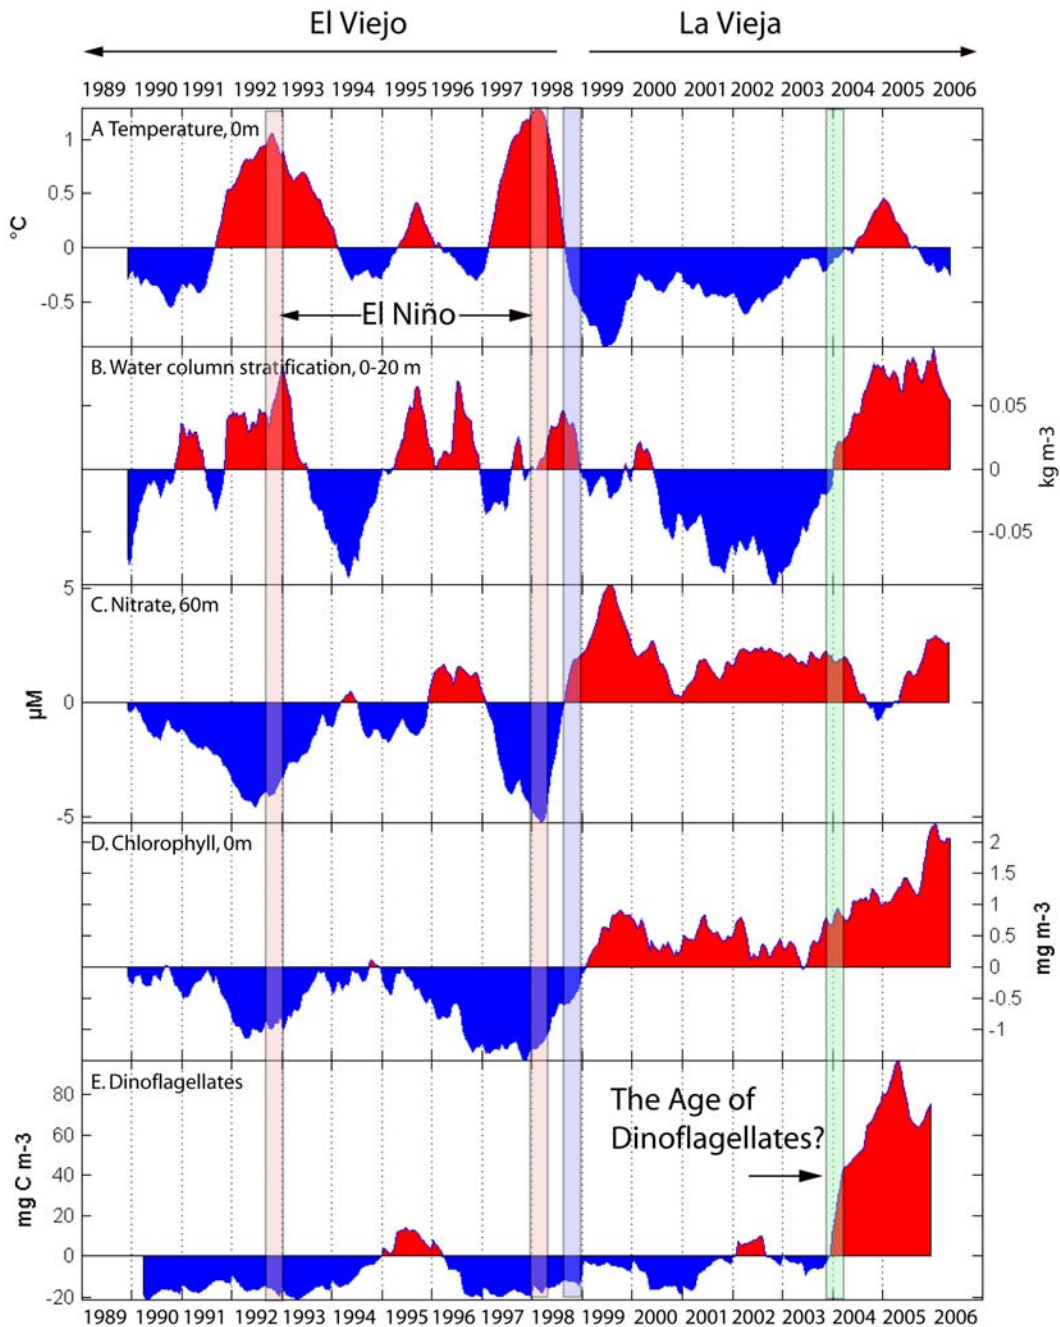 El Viejo La Vieja
1989 1990 1991 1992 1993 1994 1995 1996 1997 1998 1999 2000 2001 2002 2003 2004 2005 2006
A Temperature, 0m
1
0.5
0
-0.5
°C
El Niño
B. Water column stratification, 0-20 m
0.05
0
-0.05
kg m-3
C. Nitrate, 60m
5
0
-5
µM
D. Chlorophyll, 0m
2
1.5
1
0.5
0
-0.5
-1
mg m-3
E. Dinoflagellates
80
60
40
20
0
-20
mg C m-3
The Age of
Dinoflagellates?
1989 1990 1991 1992 1993 1994 1995 1996 1997 1998 1999 2000 2001 2002 2003 2004 2005 2006